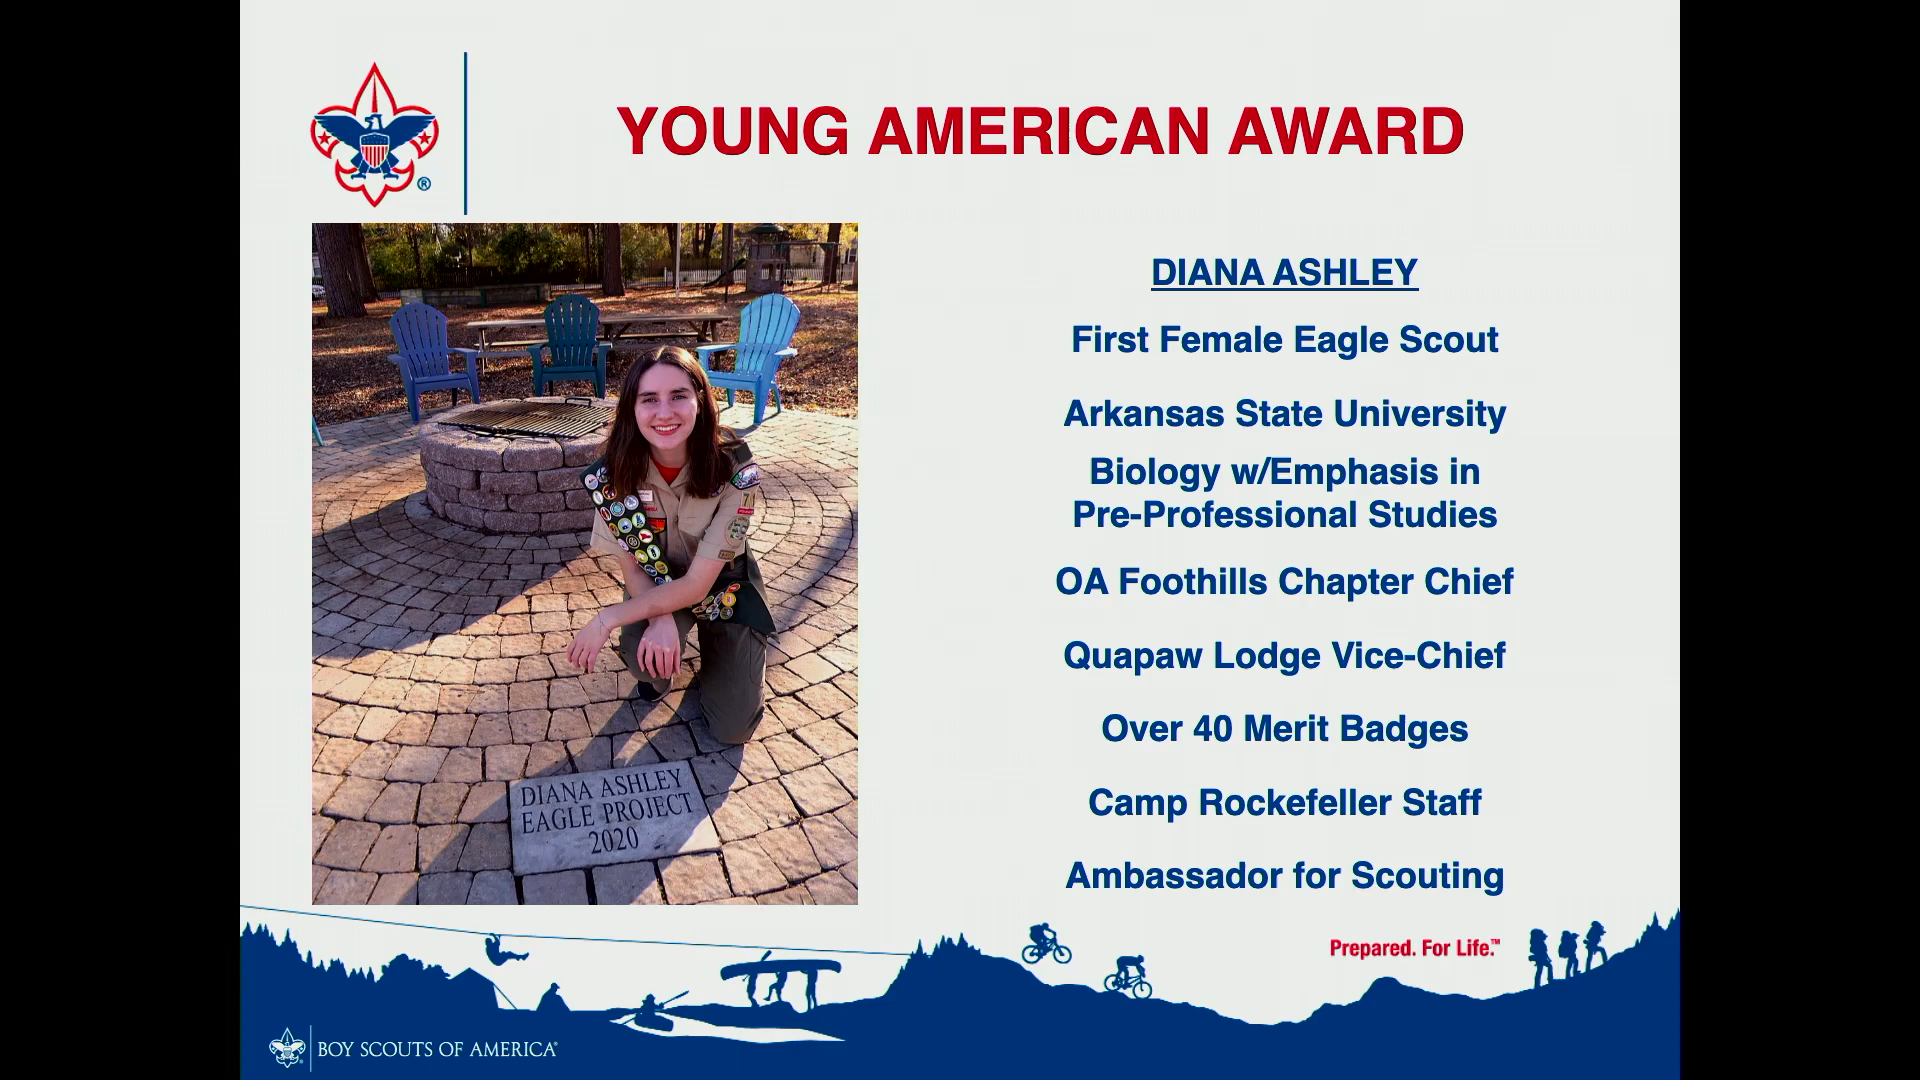 YOUNG AMERICAN AWARD
®
DIANA ASHLEY
First Female Eagle Scout
Arkansas State University
Biology w/Emphasis in
Pre-Professional Studies
OA Foothills Chapter Chief
Quapaw Lodge Vice-Chief
Over 40 Merit Badges
Camp Rockefeller Staff
Ambassador for Scouting
DIANA ASHLEY
EAGLE PROJECT
2020
Prepared. For Life.™
BOY SCOUTS OF AMERICA®